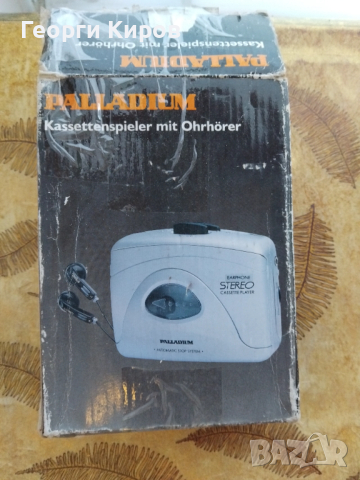 Георги Киров
Kassettenspieler mit Ohrhörer
PALLADIUM
PALLADIUM
Kassettenspieler mit Ohrhörer
EARPHONE
STEREO
CASSETTE PLAYER
PALLADIUM
BAZAR